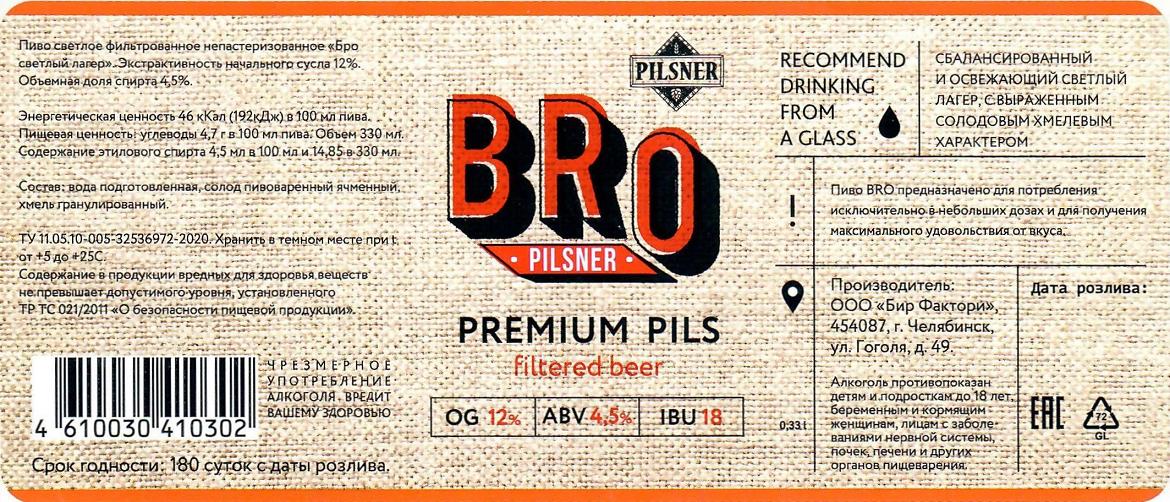 Пиво светлое фильтрованное непастеризованное «Бро
светлый лагер». Экстрактивность начального сусла 12%.
Объемная доля спирта 4,5%.
Энергетическая ценность 46 кКал (192кДж) в 100 мл пива.
Пищевая ценность: углеводы 4,7 г в 100 мл пива. Объем 330 мл.
Содержание этилового спирта 4,5 мл в 100 мл и 14,85 в 330 мл.
Состав: вода подготовленная, солод пивоваренный ячменный,
хмель гранулированный.
ТУ 11.05.10-005-32536972-2020. Хранить в темном месте при t
от +5 до +25С.
Содержание в продукции вредных для здоровья веществ
не превышает допустимого уровня, установленного
ТР ТС 021/2011 «О безопасности пищевой продукции».
4 610030 410302
ЧРЕЗМЕРНОЕ
УПОТРЕБЛЕНИЕ
АЛКОГОЛЯ ВРЕДИТ
ВАШЕМУ ЗДОРОВЬЮ
Срок годности: 180 суток с даты розлива.
PILSNER
BRO
• PILSNER •
PREMIUM PILS
filtered beer
OG 12% ABV 4,5% IBU 18
RECOMMEND
DRINKING
FROM
A GLASS
СБАЛАНСИРОВАННЫЙ
И ОСВЕЖАЮЩИЙ СВЕТЛЫЙ
ЛАГЕР, С ВЫРАЖЕННЫМ
СОЛОДОВЫМ ХМЕЛЕВЫМ
ХАРАКТЕРОМ
!
Пиво BRO предназначено для потребления
исключительно в небольших дозах и для получения
максимального удовольствия от вкуса.
Производитель:
ООО «Бир Фактори»,
454087, г. Челябинск,
ул. Гоголя, д. 49.
Дата розлива:
0,33 l
Алкоголь противопоказан
детям и подросткам до 18 лет,
беременным и кормящим
женщинам, лицам с заболе-
ваниями нервной системы,
почек, печени и других
органов пищеварения.
EAC
72
GL